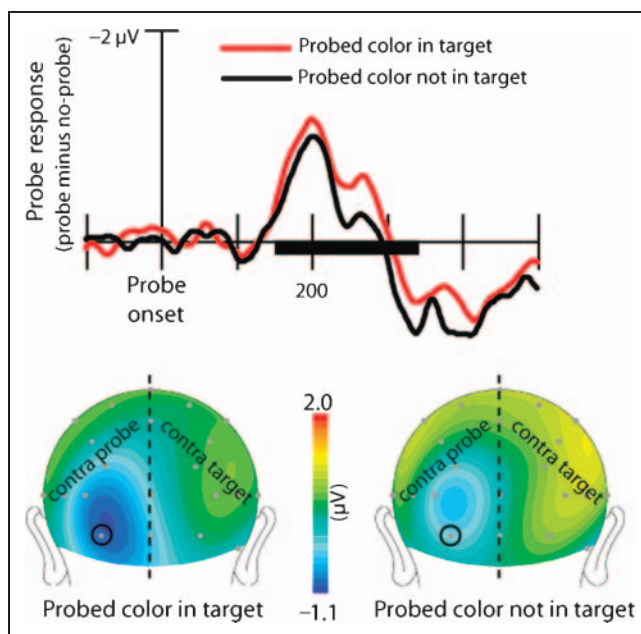 −2 μV
Probed color in target
Probed color not in target
Probe response
(probe minus no-probe)
Probe
onset
200
contra probe
contra target
2.0
(μV)
−1.1
contra probe
contra target
Probed color in target
Probed color not in target